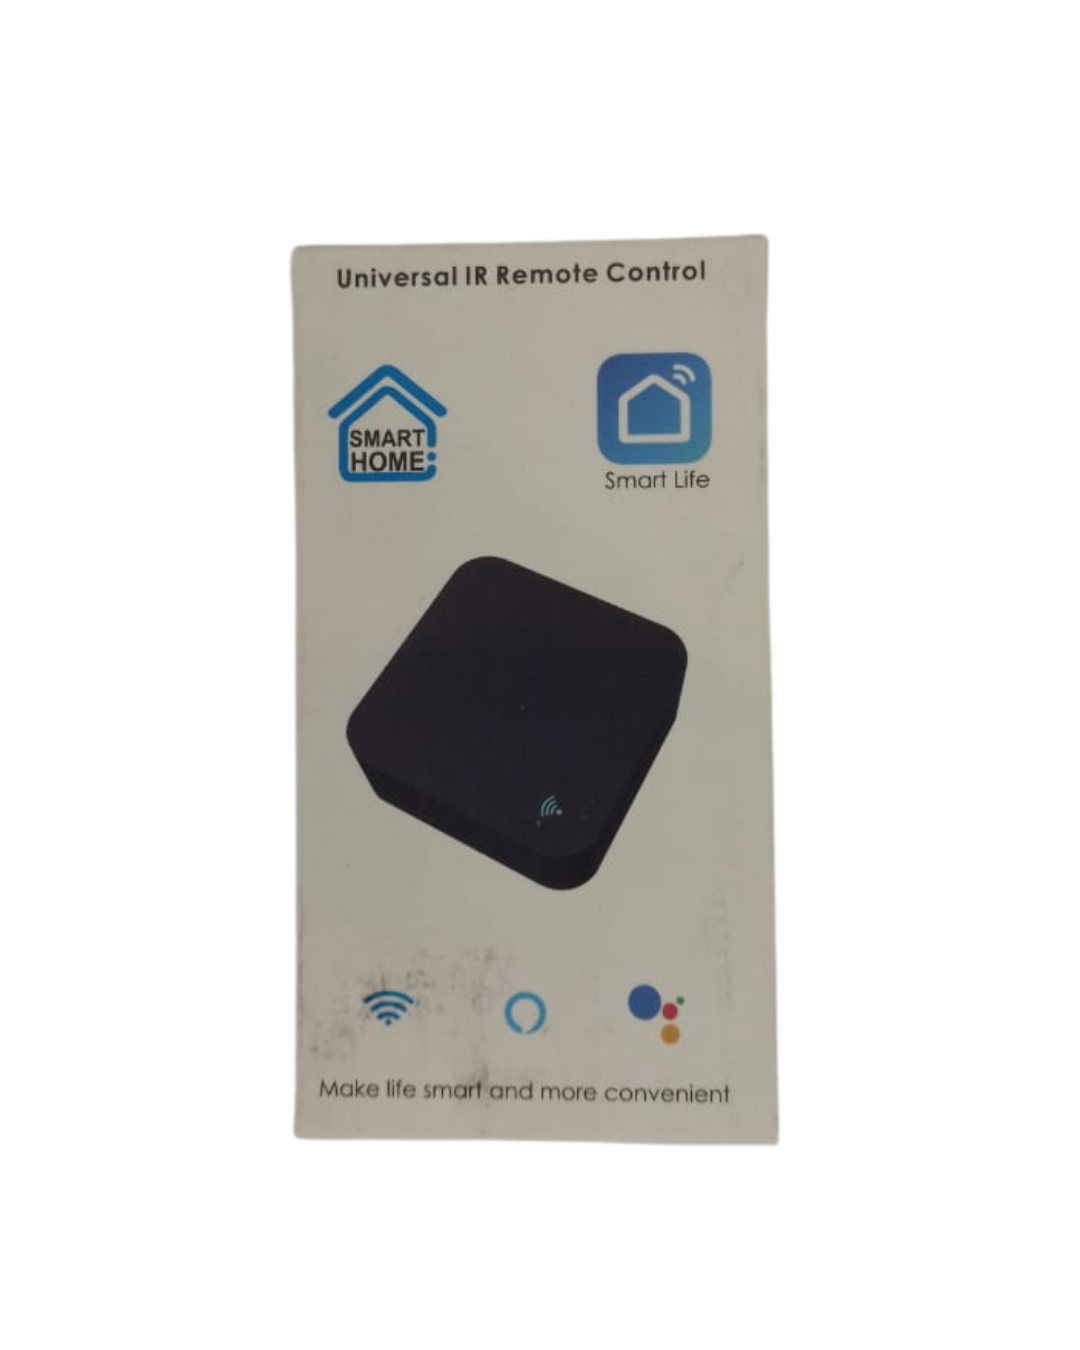 Universal IR Remote Control
SMART
HOME
Smart Life
Make life smart and more convenient